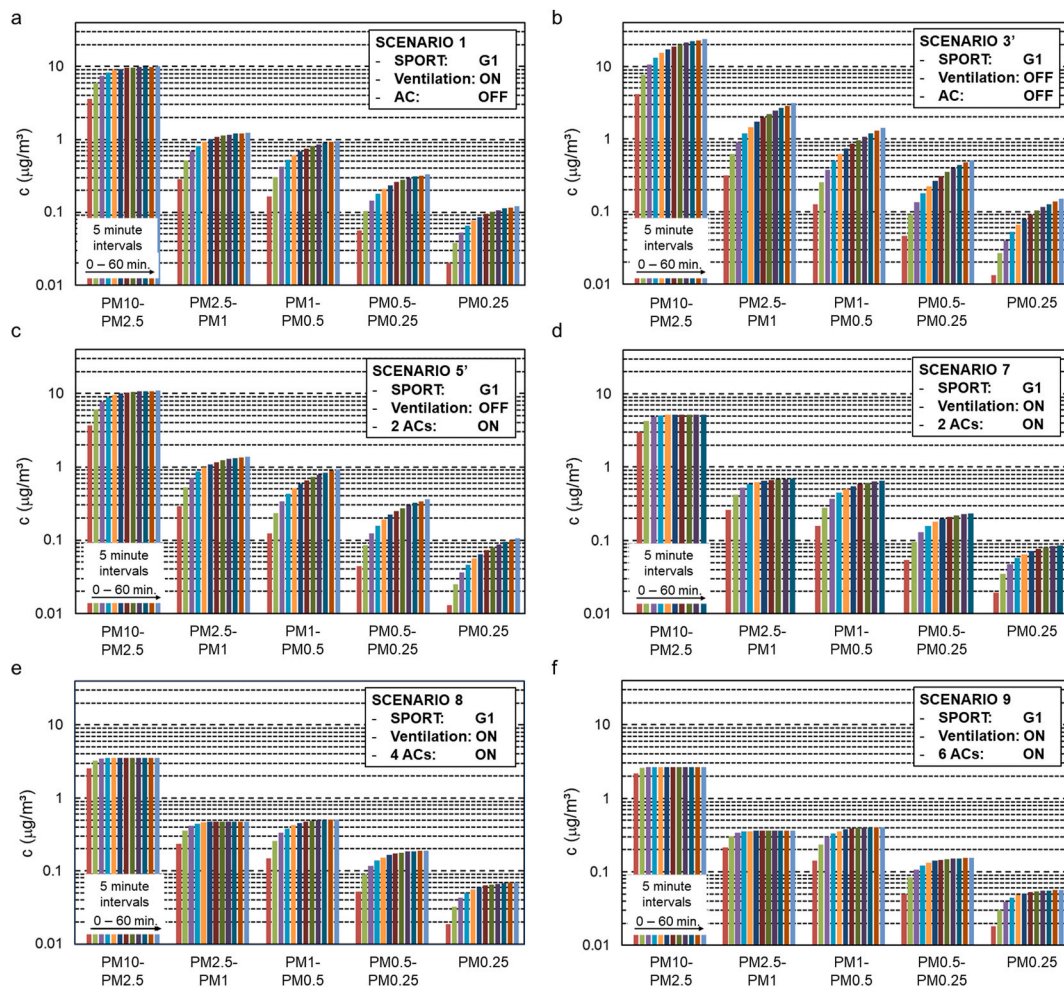 a
SCENARIO 1
- SPORT: G1
- Ventilation: ON
- AC: OFF
c (µg/m³)
10
1
0.1
0.01
5 minute
intervals
0 – 60 min.
PM10-
PM2.5
PM2.5-
PM1
PM1-
PM0.5
PM0.5-
PM0.25
PM0.25
b
SCENARIO 3’
- SPORT: G1
- Ventilation: OFF
- AC: OFF
c (µg/m³)
10
1
0.1
0.01
5 minute
intervals
0 – 60 min.
PM10-
PM2.5
PM2.5-
PM1
PM1-
PM0.5
PM0.5-
PM0.25
PM0.25
c
SCENARIO 5’
- SPORT: G1
- Ventilation: OFF
- 2 ACs: ON
c (µg/m³)
10
1
0.1
0.01
5 minute
intervals
0 – 60 min.
PM10-
PM2.5
PM2.5-
PM1
PM1-
PM0.5
PM0.5-
PM0.25
PM0.25
d
SCENARIO 7
- SPORT: G1
- Ventilation: ON
- 2 ACs: ON
c (µg/m³)
10
1
0.1
0.01
5 minute
intervals
0 – 60 min.
PM10-
PM2.5
PM2.5-
PM1
PM1-
PM0.5
PM0.5-
PM0.25
PM0.25
e
SCENARIO 8
- SPORT: G1
- Ventilation: ON
- 4 ACs: ON
c (µg/m³)
10
1
0.1
0.01
5 minute
intervals
0 – 60 min.
PM10-
PM2.5
PM2.5-
PM1
PM1-
PM0.5
PM0.5-
PM0.25
PM0.25
f
SCENARIO 9
- SPORT: G1
- Ventilation: ON
- 6 ACs: ON
c (µg/m³)
10
1
0.1
0.01
5 minute
intervals
0 – 60 min.
PM10-
PM2.5
PM2.5-
PM1
PM1-
PM0.5
PM0.5-
PM0.25
PM0.25